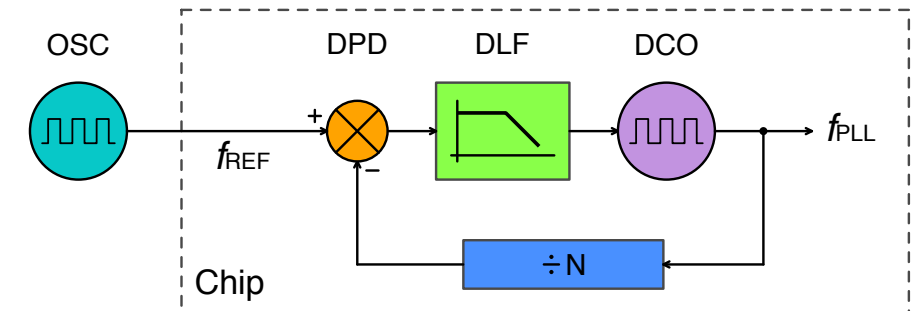 OSC
DPD
DLF
DCO
+
fREF
−
fPLL
÷N
Chip